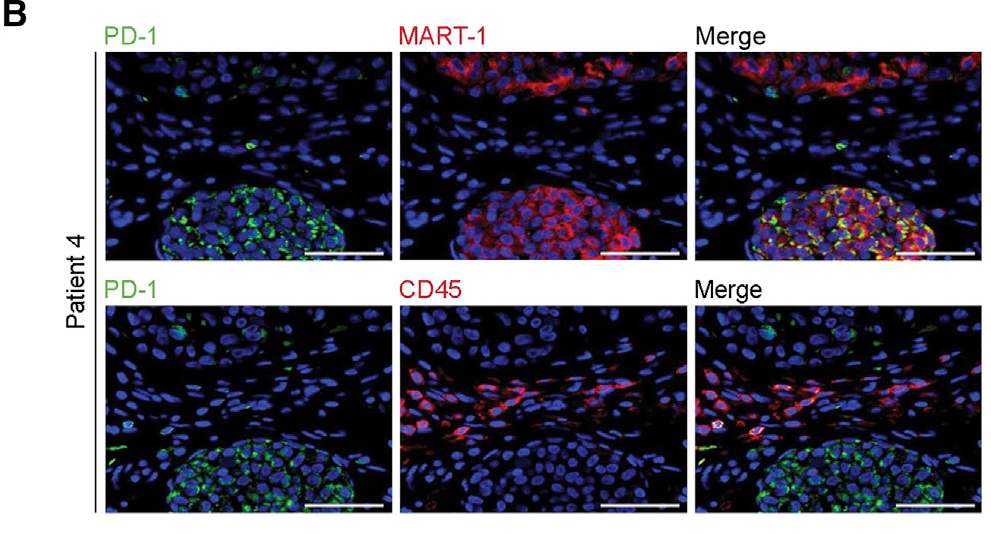 B
PD-1 MART-1 Merge
Patient 4
PD-1 CD45 Merge